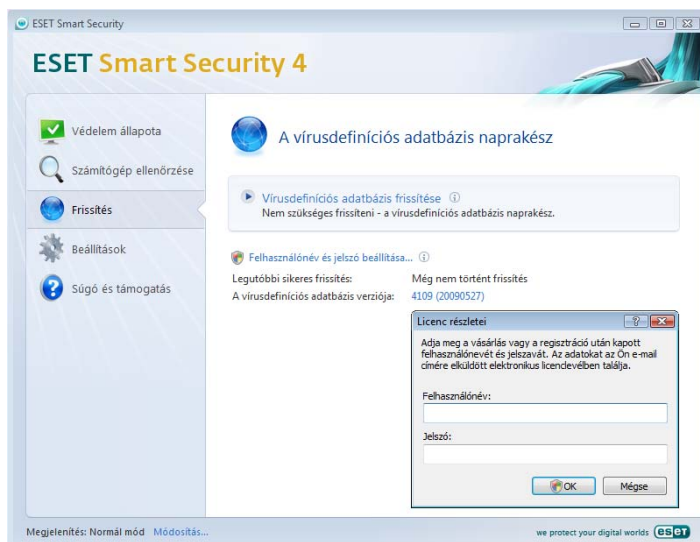 ESET Smart Security
ESET Smart Security 4
Védelem állapota
Számítógép ellenőrzése
Frissítés
Beállítások
Súgó és támogatás
A vírusdefiníciós adatbázis naprakész
Vírusdefiníciós adatbázis frissítése
Nem szükséges frissíteni - a vírusdefiníciós adatbázis naprakész.
Felhasználónév és jelszó beállítása...
Legutóbbi sikeres frissítés: Még nem történt frissítés
A vírusdefiníciós adatbázis verziója: 4109 (20090527)
Licenc részletei
Adja meg a vásárlás vagy a regisztráció után kapott
felhasználónevét és jelszavát. Az adatokat az Ön e-mail
címére elküldött elektronikus licenclevélben találja.
Felhasználónév:
Jelszó:
OK Mégse
Megjelenítés: Normál mód Módosítás...
we protect your digital worlds eset